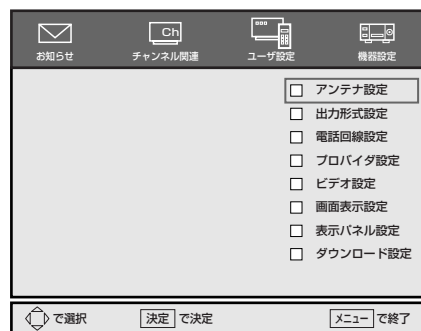 Ch
お知らせ チャンネル関連 ユーザ設定 機器設定
アンテナ設定
出力形式設定
電話回線設定
プロバイダ設定
ビデオ設定
画面表示設定
表示パネル設定
ダウンロード設定
で選択 決定 で決定 メニュー で終了